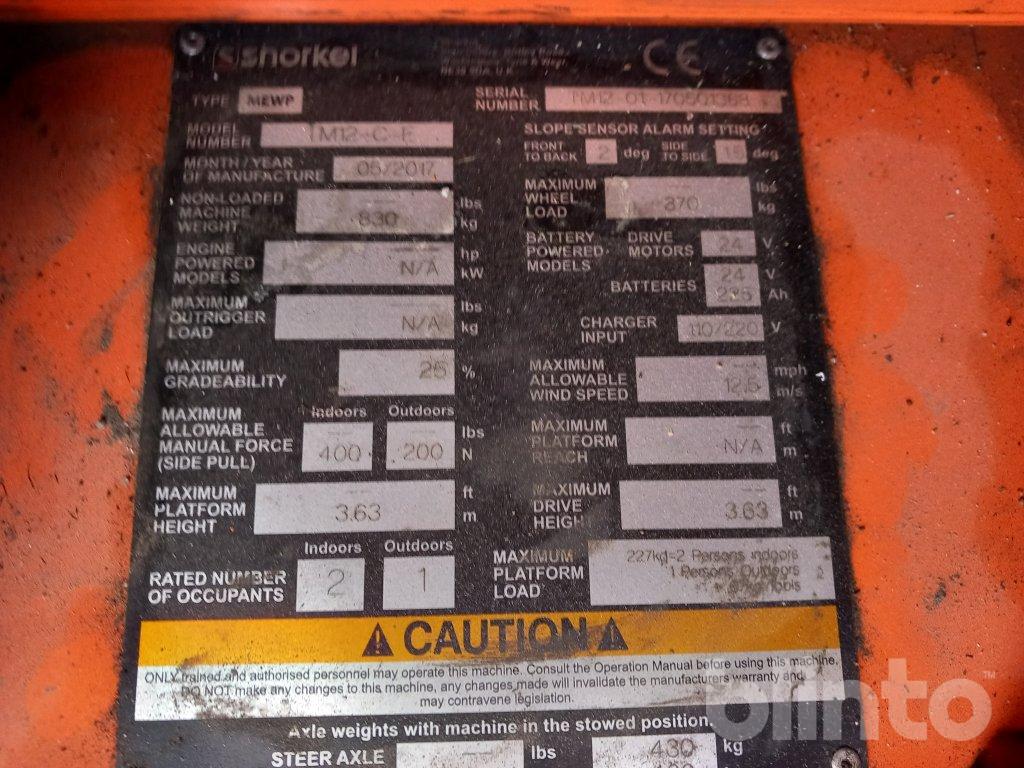 snorkel CE
NE38 9DA, U.K.
TYPE MEWP
SERIAL NUMBER TM12-01-170501368
MODEL NUMBER TM12-C-E
MONTH / YEAR OF MANUFACTURE 05/2017
NON-LOADED MACHINE WEIGHT -- lbs
830 kg
ENGINE POWERED MODELS -- hp
N/A kW
MAXIMUM OUTRIGGER LOAD -- lbs
N/A kg
MAXIMUM GRADEABILITY 25 %
MAXIMUM ALLOWABLE MANUAL FORCE (SIDE PULL)
Indoors Outdoors
-- -- lbs
400 200 N
MAXIMUM PLATFORM HEIGHT -- ft
3.63 m
Indoors Outdoors
RATED NUMBER OF OCCUPANTS 2 1
SLOPE SENSOR ALARM SETTING
FRONT TO BACK 2 deg SIDE TO SIDE deg
MAXIMUM WHEEL LOAD -- lbs
370 kg
BATTERY POWERED MODELS
DRIVE MOTORS 24 V
BATTERIES 24 V
Ah
CHARGER INPUT 110/220 V
MAXIMUM ALLOWABLE WIND SPEED -- mph
12.5 m/s
MAXIMUM PLATFORM REACH -- ft
N/A m
MAXIMUM DRIVE HEIGHT -- ft
3.63 m
MAXIMUM PLATFORM LOAD
227kg=2 Persons Indoors
1 Persons Outdoors
CAUTION
ONLY trained and authorised personnel may operate this machine. Consult the Operation Manual before using this machine.
DO NOT make any changes to this machine, any changes made will invalidate the manufacturers warranty and
may contravene legislation.
Axle weights with machine in the stowed position.
STEER AXLE -- lbs 430 kg
blinto™